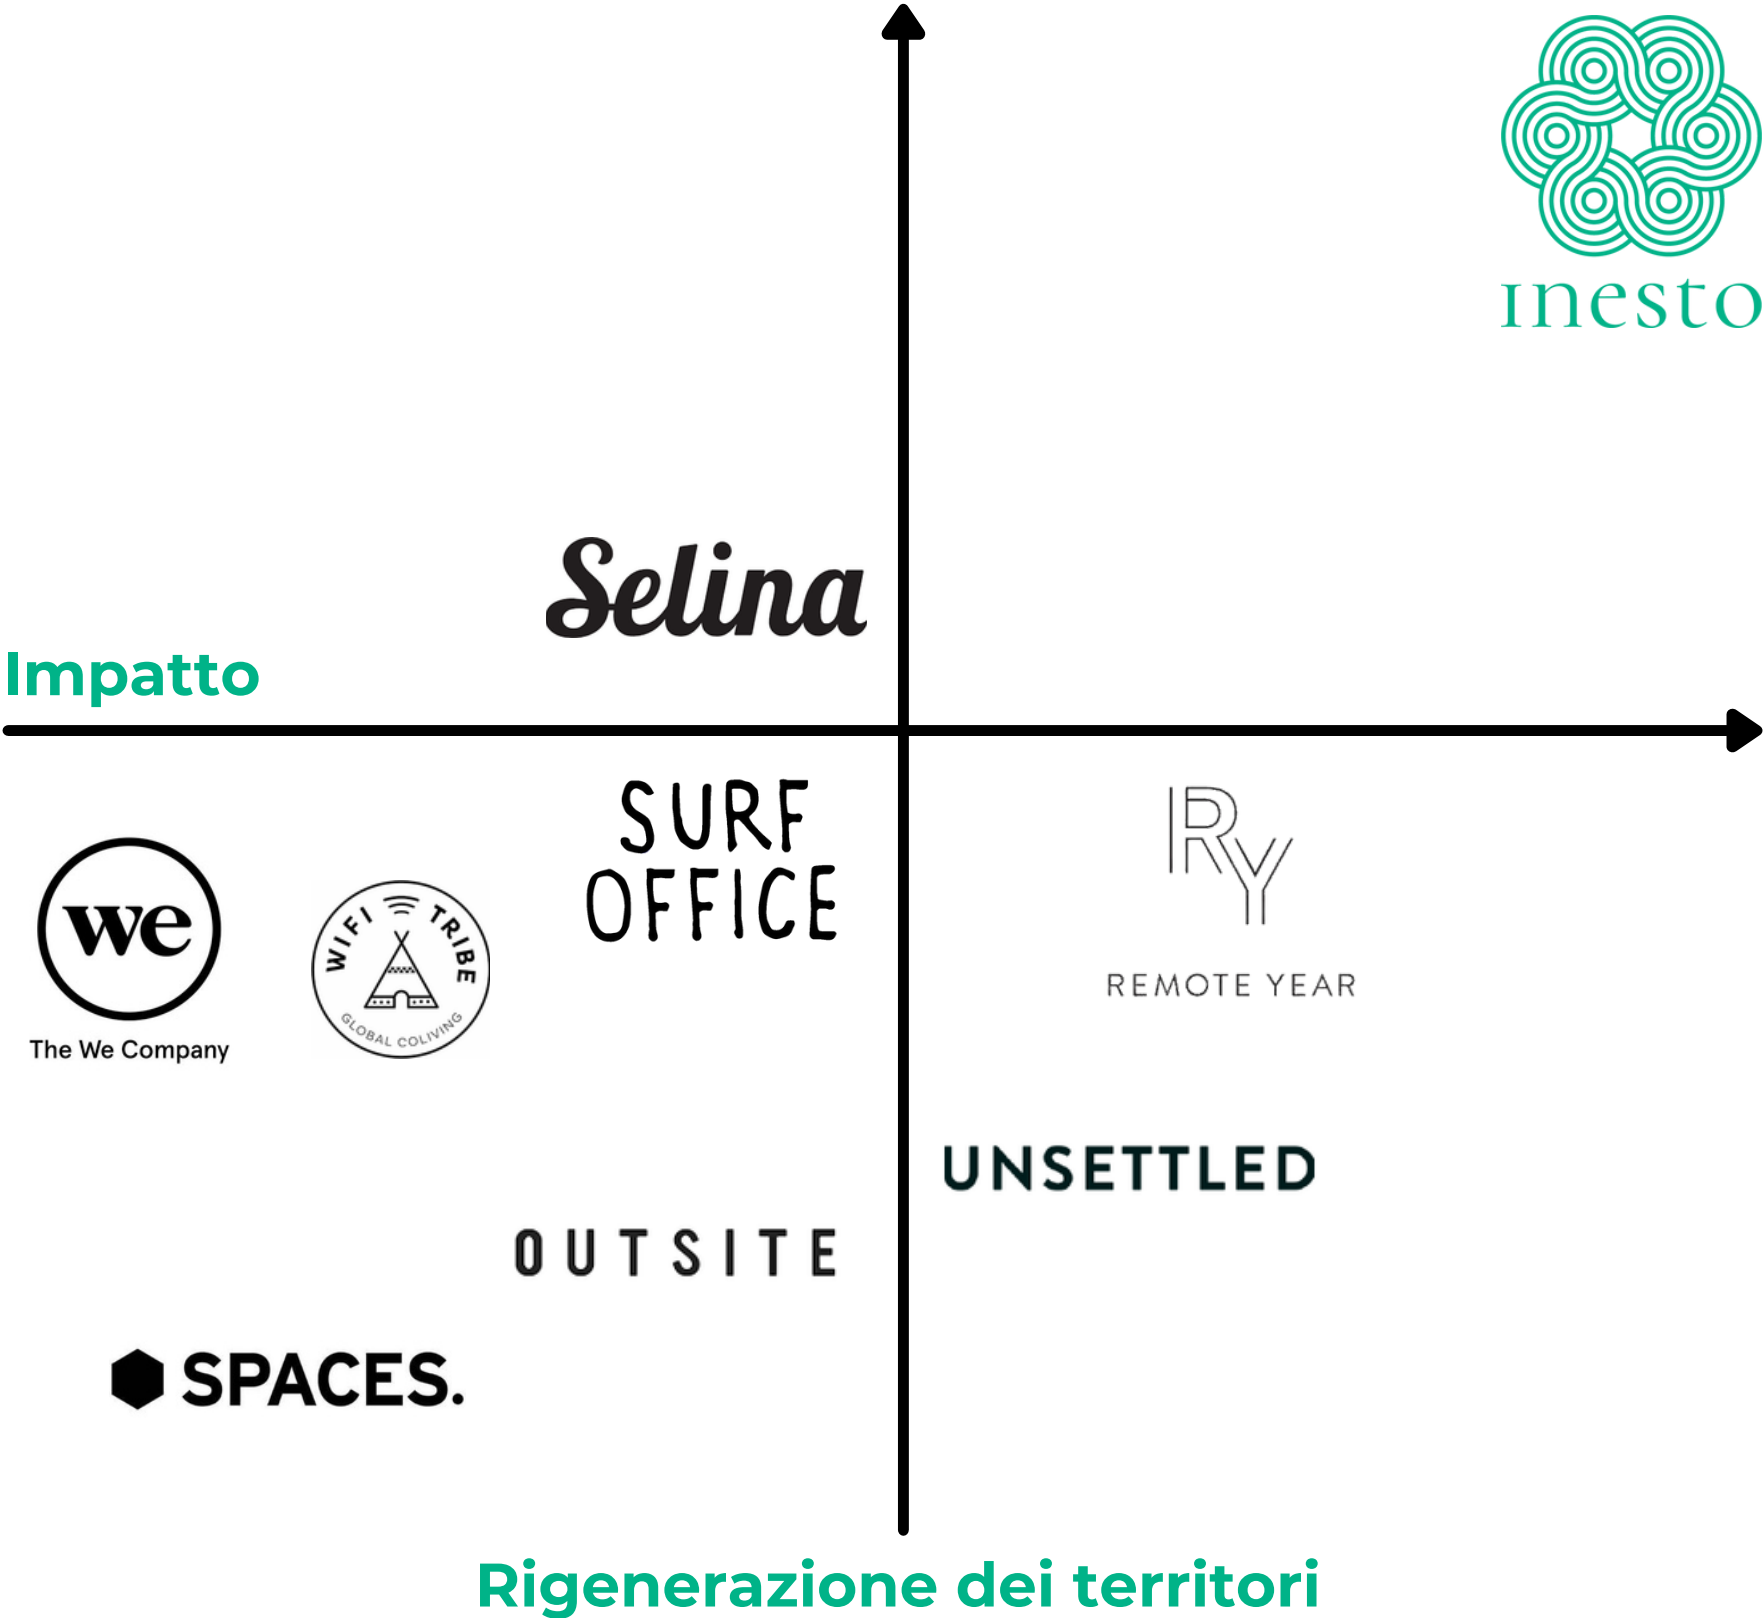 ınesto
Selina
Impatto
SURF
OFFICE
we
The We Company
WIFI TRIBE
GLOBAL COLIVING
RY
REMOTE YEAR
UNSETTLED
OUTSITE
SPACES.
Rigenerazione dei territori